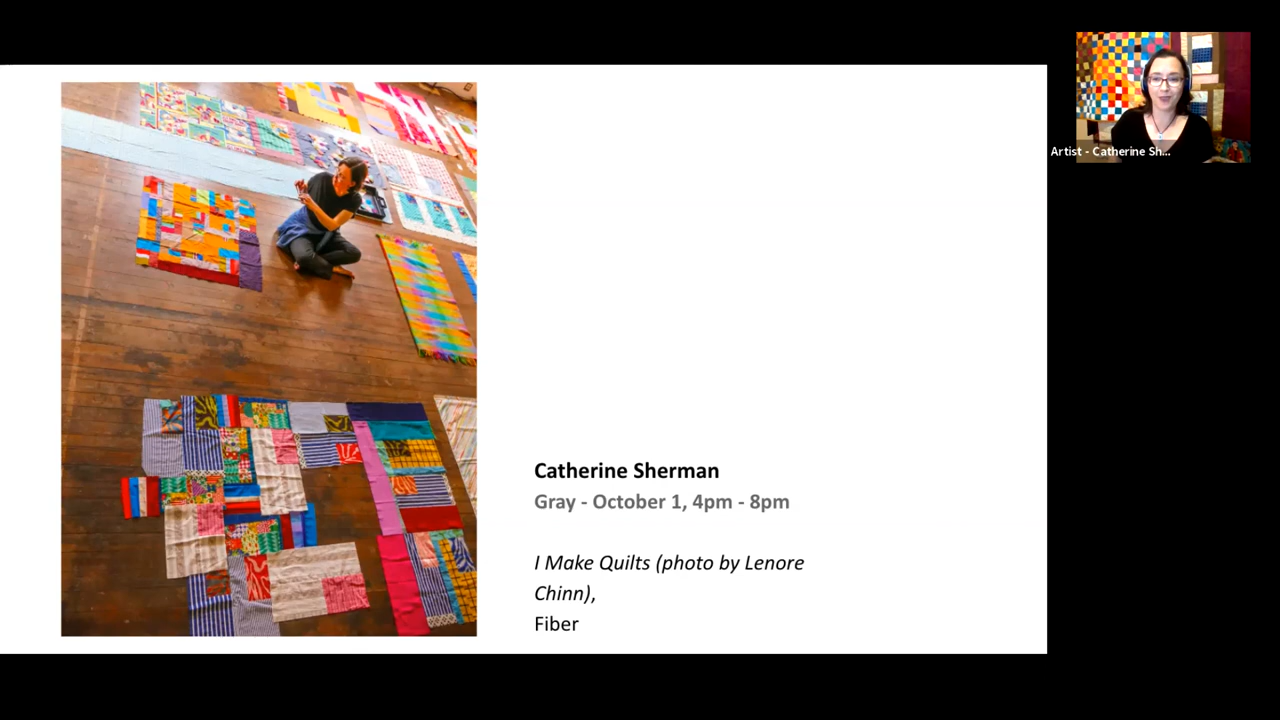 Artist - Catherine Sh...
Catherine Sherman
Gray - October 1, 4pm - 8pm
I Make Quilts (photo by Lenore
Chinn),
Fiber